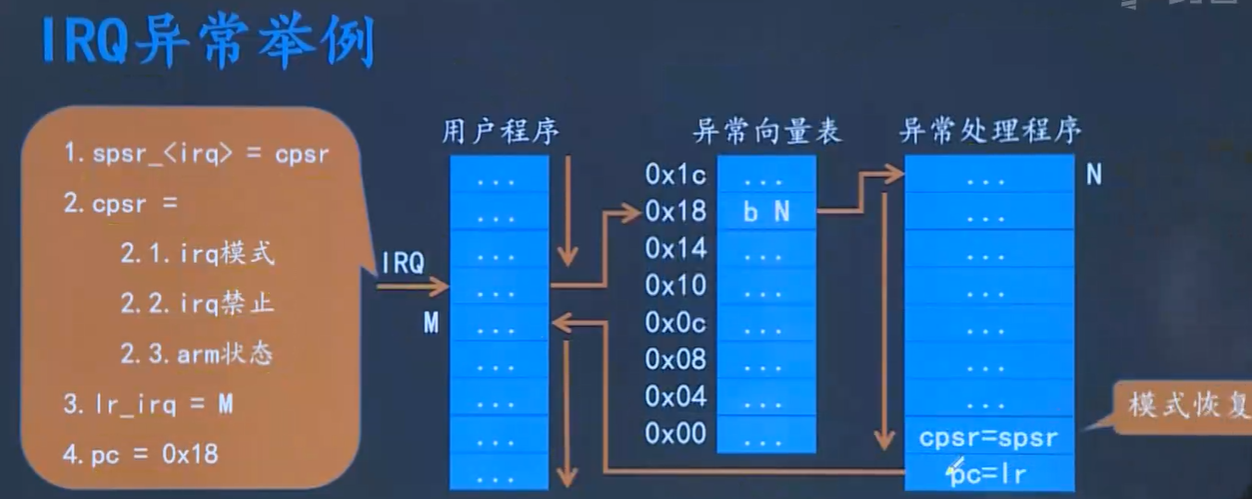 IRQ异常举例
1.spsr_<irq> = cpsr
2.cpsr =
2.1.irq模式
2.2.irq禁止
2.3.arm状态
3.lr_irq = M
4.pc = 0x18
IRQ
用户程序
...
...
...
...
M
...
...
...
...
...
异常向量表
0x1c ...
0x18 b N
0x14 ...
0x10 ...
0x0c ...
0x08 ...
0x04 ...
0x00 ...
异常处理程序
... N
...
...
...
...
...
...
cpsr=spsr
pc=lr
模式恢复